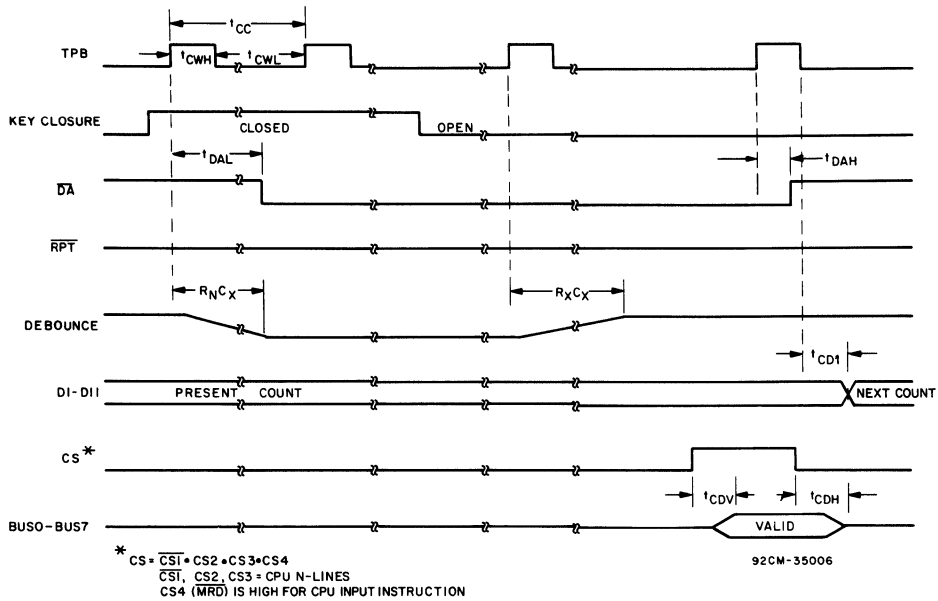 tCC
TPB
tCWH
tCWL
KEY CLOSURE
CLOSED
OPEN
tDAL
tDAH
DA
RPT
RNCX
RXCX
DEBOUNCE
tCD1
D1-D11
PRESENT COUNT
NEXT COUNT
CS*
tCDV
tCDH
BUS0-BUS7
VALID
* CS = CS1 • CS2 • CS3 • CS4
92CM-35006
CS1, CS2, CS3 = CPU N-LINES
CS4 (MRD) IS HIGH FOR CPU INPUT INSTRUCTION